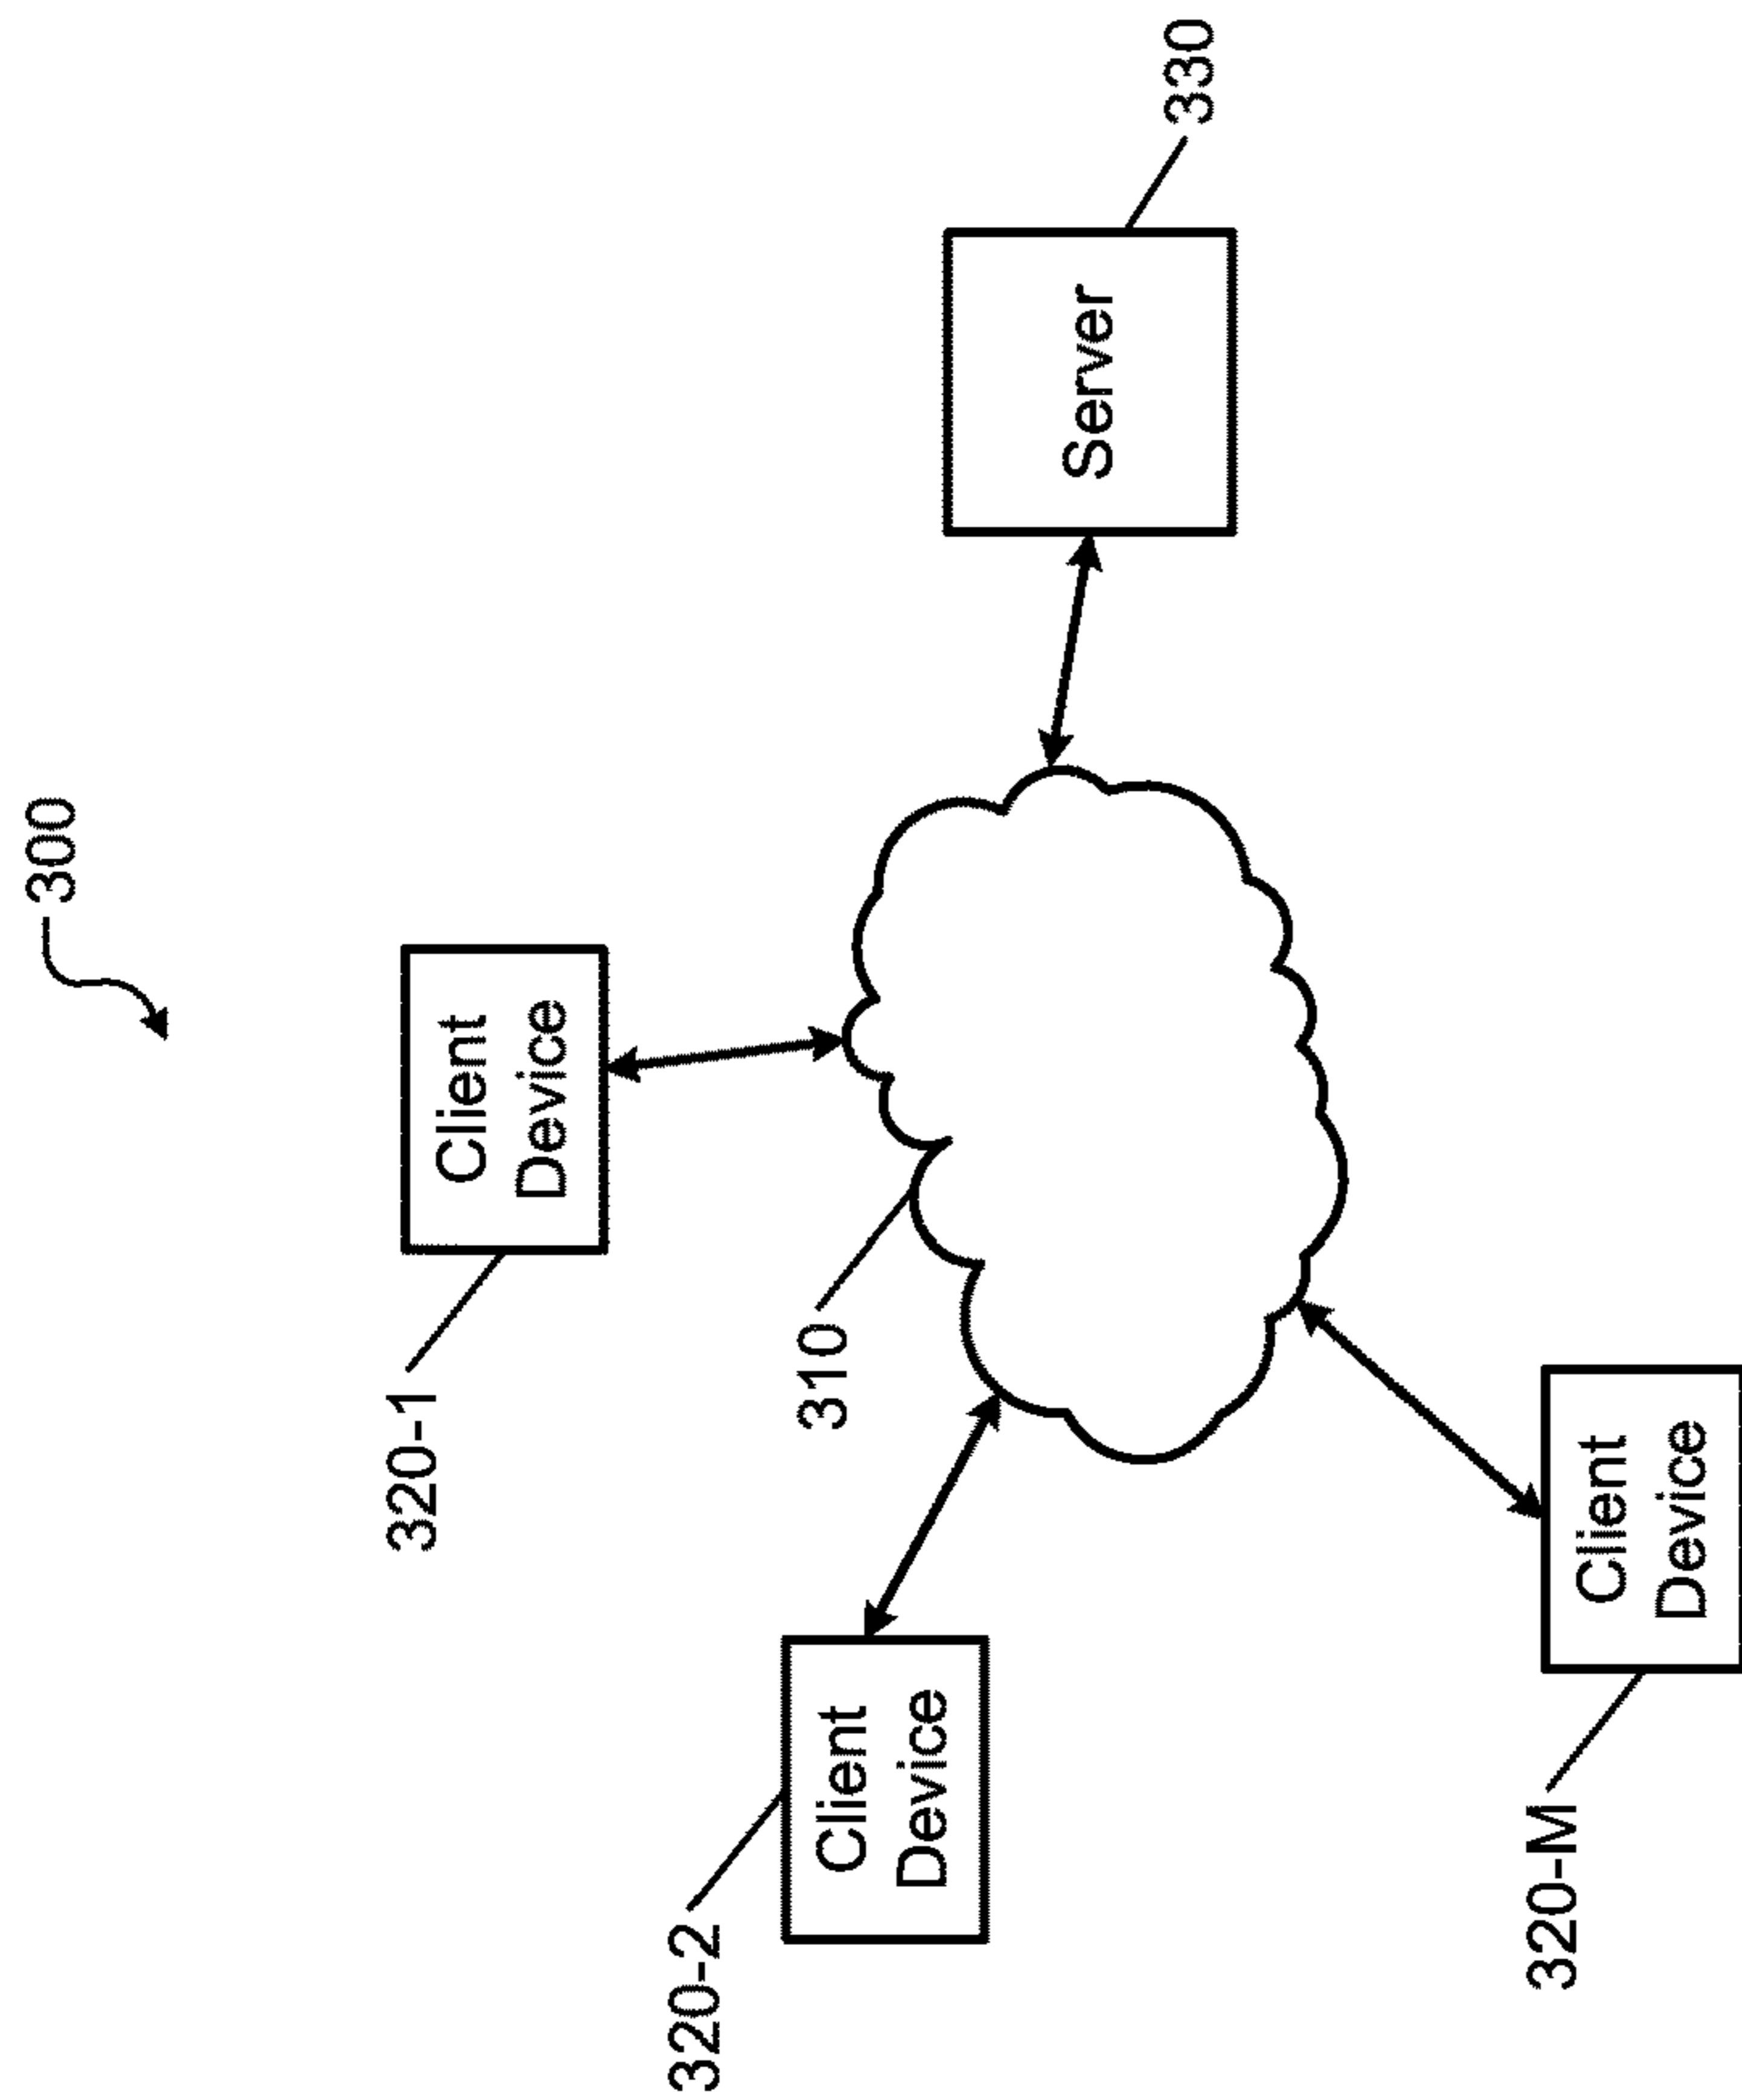 300
320-1
Client
Device
320-2
Client
Device
310
Server
330
320-M
Client
Device